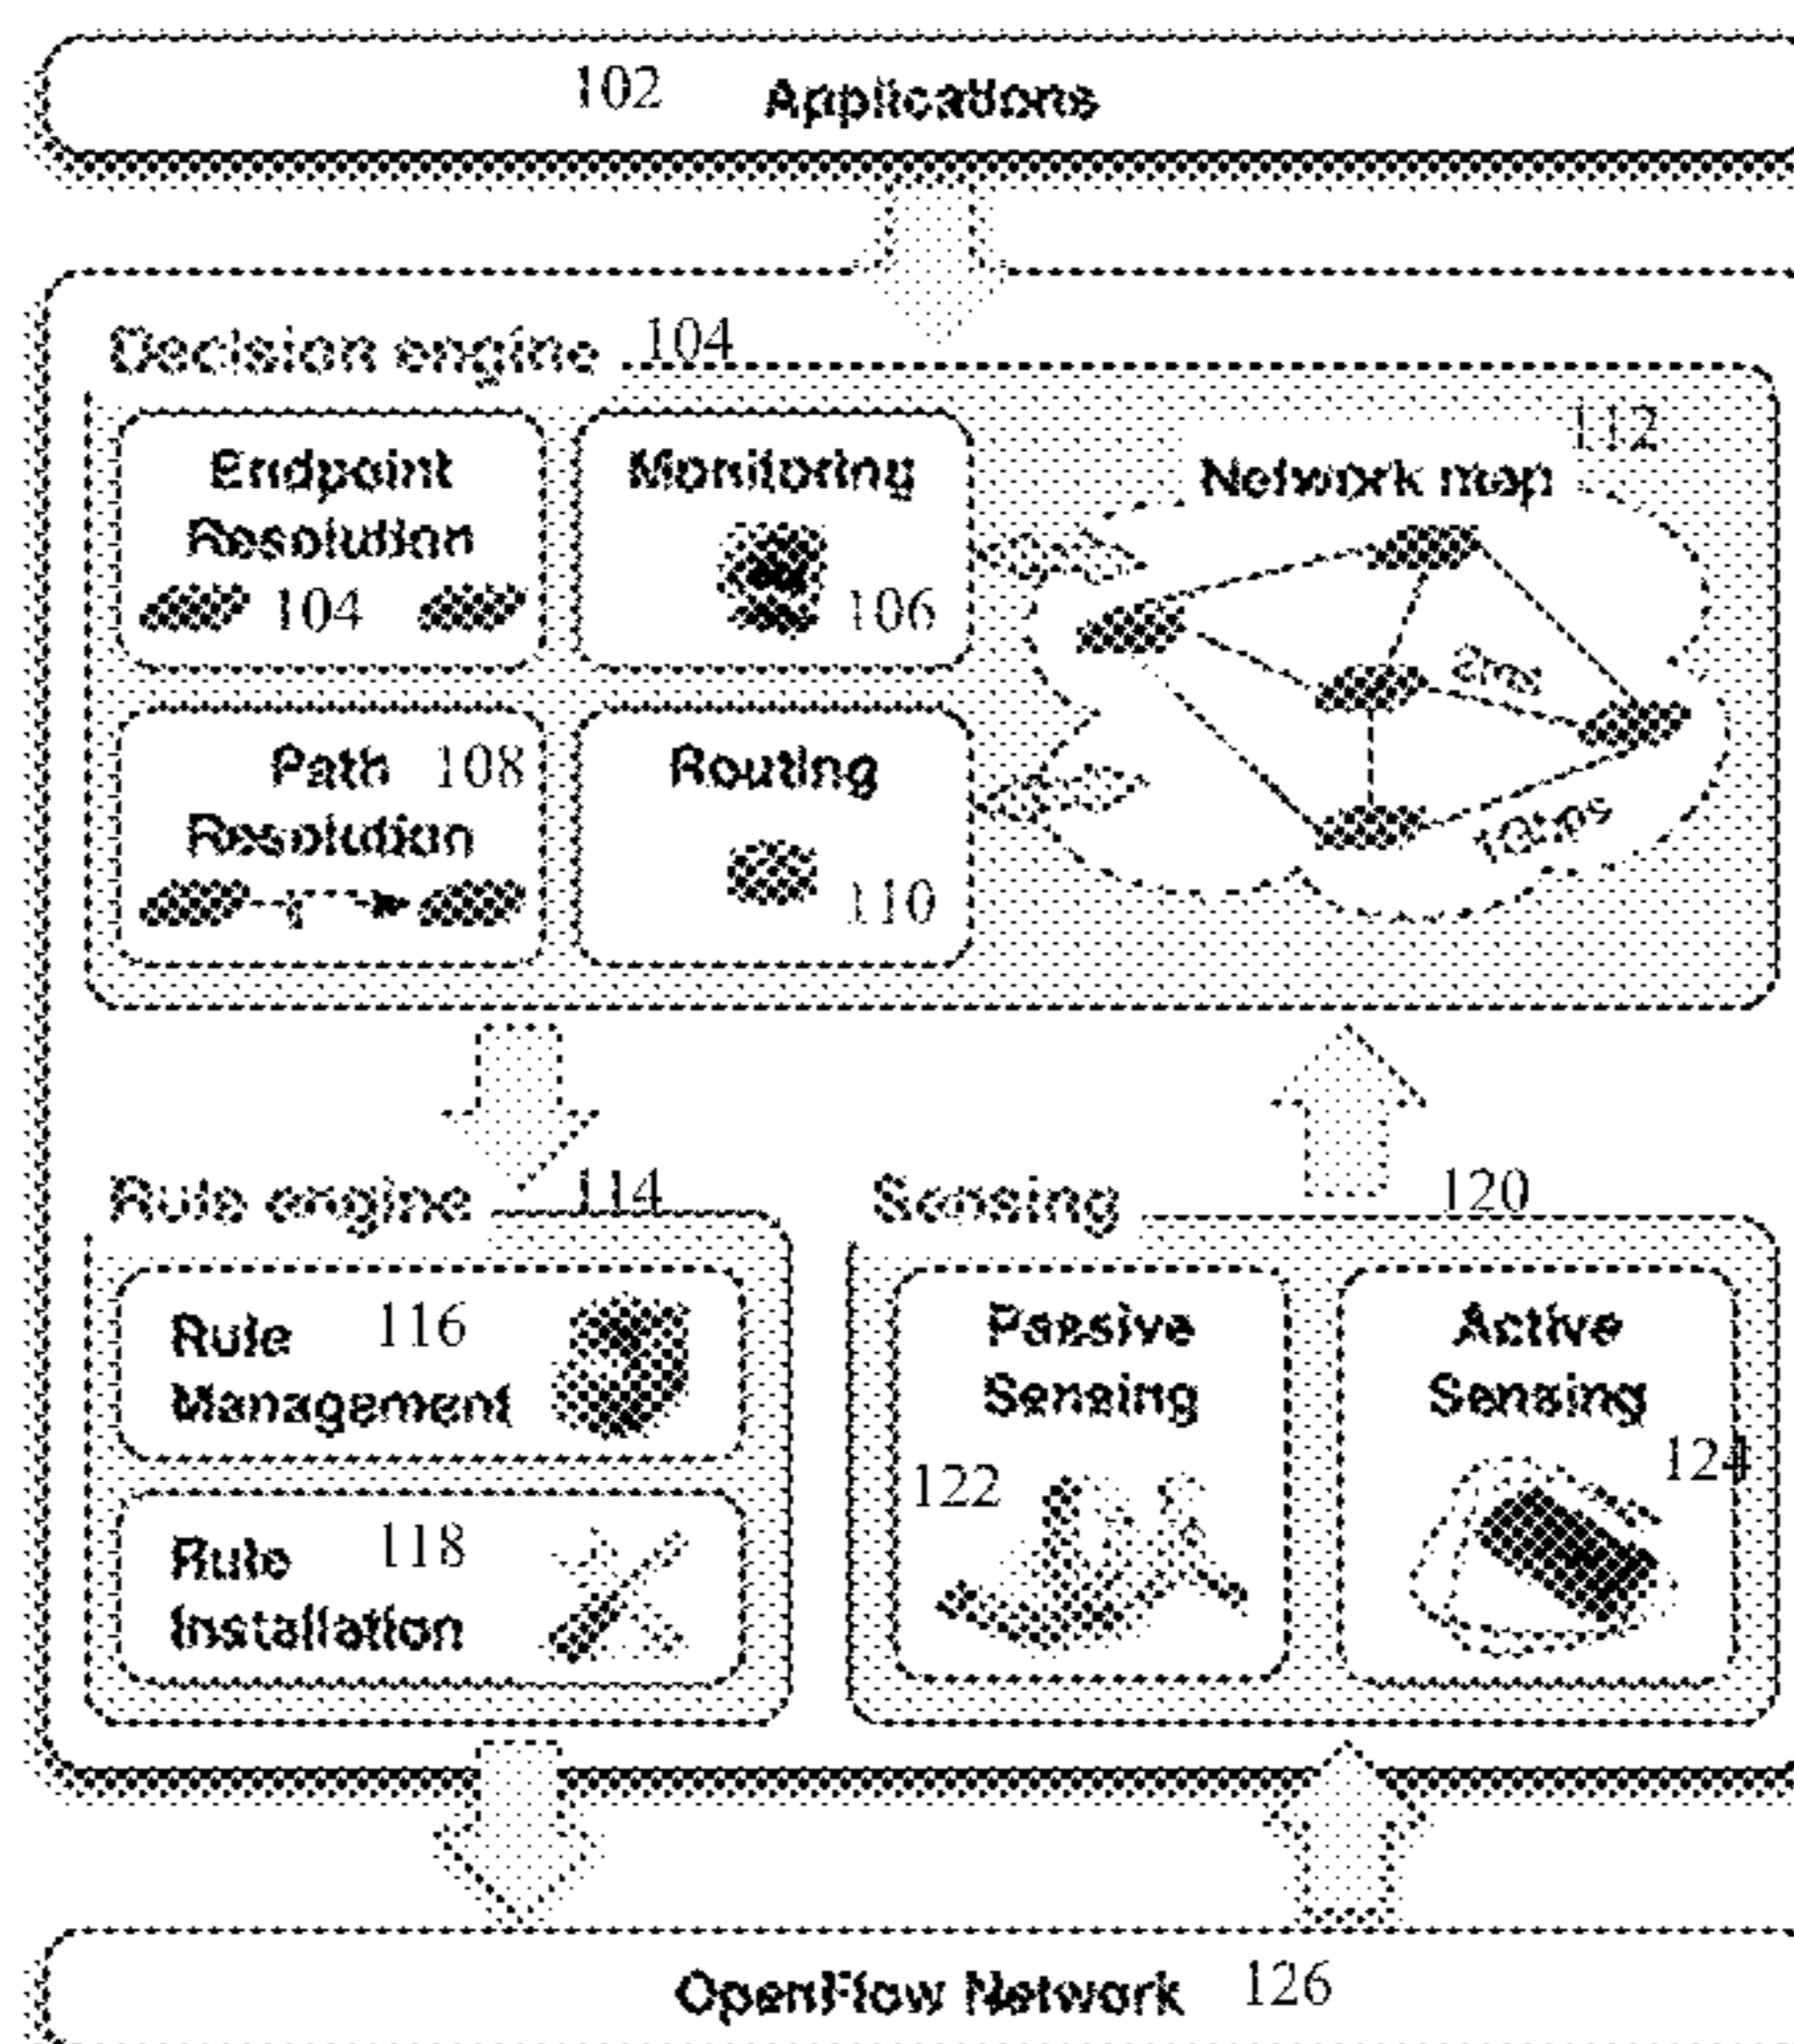 102 Applications
Decision engine 104
112
Endpoint
Resolution
104
Monitoring
106
Network map
2ms
10ms
Path 108
Resolution
Routing
110
Rule engine 114
Sensing 120
Rule 116
Management
Rule 118
Installation
Passive
Sensing
122
Active
Sensing
124
OpenFlow Network 126